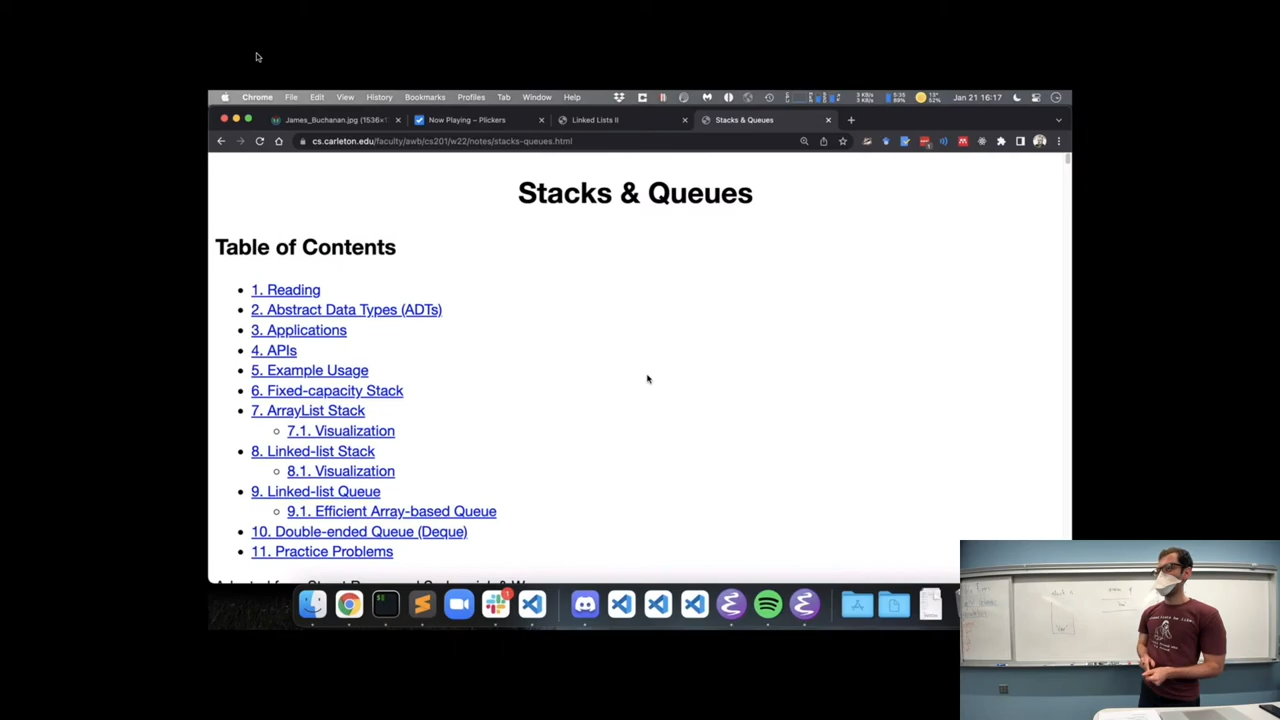 Chrome File Edit View History Bookmarks Profiles Tab Window Help Jan 21 16:17
James_Buchanan.jpg (1536×1 Now Playing – Plickers Linked Lists II Stacks & Queues
cs.carleton.edu/faculty/awb/cs201/w22/notes/stacks-queues.html
Stacks & Queues
Table of Contents
1. Reading
2. Abstract Data Types (ADTs)
3. Applications
4. APIs
5. Example Usage
6. Fixed-capacity Stack
7. ArrayList Stack
7.1. Visualization
8. Linked-list Stack
8.1. Visualization
9. Linked-list Queue
9.1. Efficient Array-based Queue
10. Double-ended Queue (Deque)
11. Practice Problems